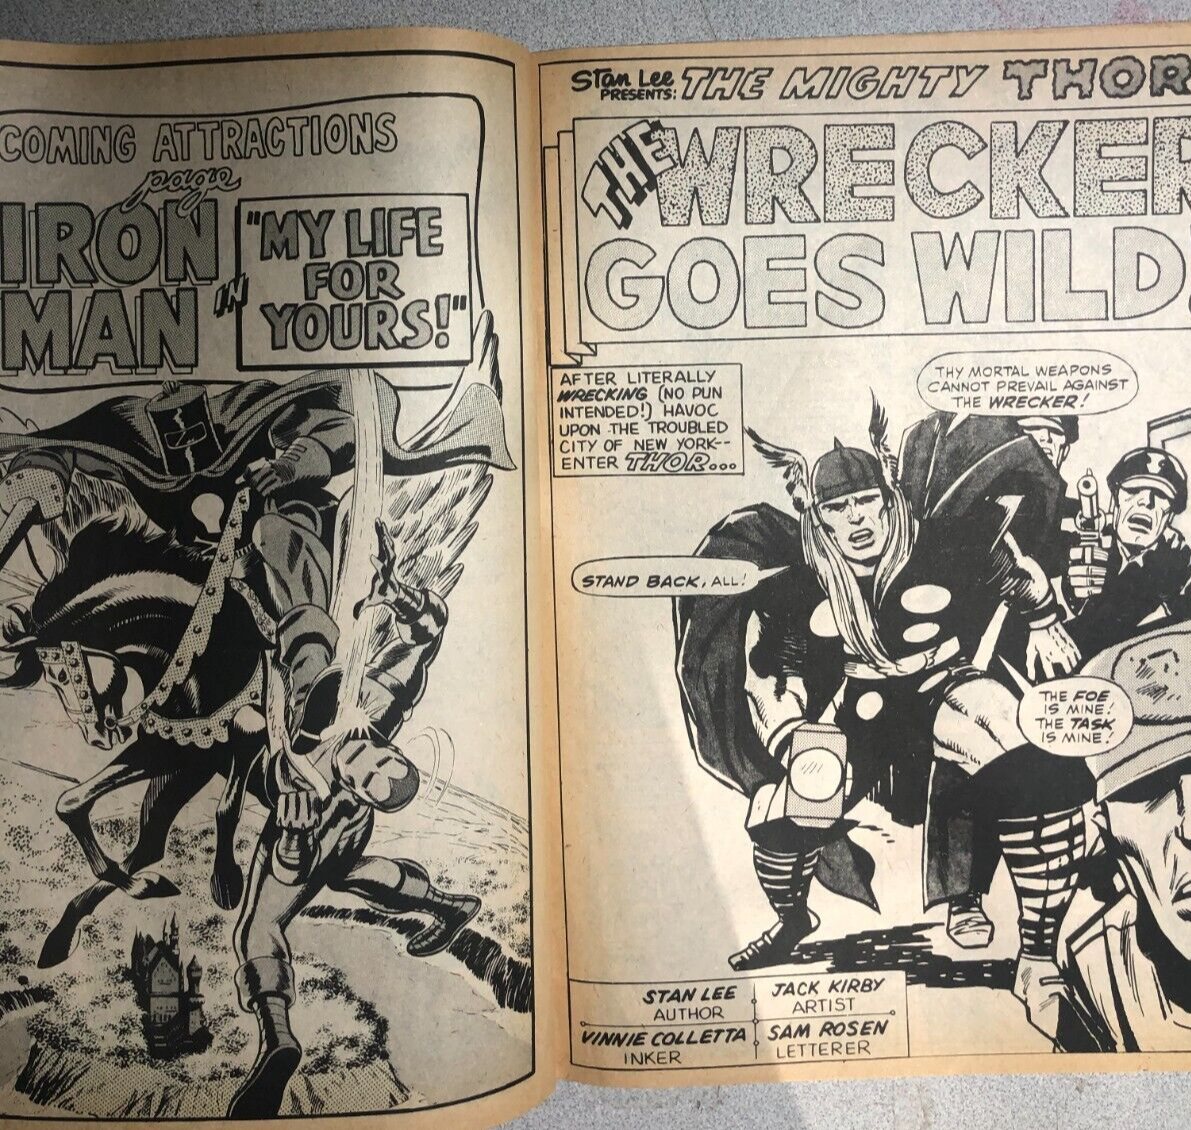 COMING ATTRACTIONS
page
IRON
MAN
IN
"MY LIFE
FOR
YOURS!"
Stan Lee
PRESENTS:
THE MIGHTY THOR
THE WRECKER
GOES WILD!
AFTER LITERALLY
WRECKING (NO PUN
INTENDED!) HAVOC
UPON THE TROUBLED
CITY OF NEW YORK--
ENTER THOR...
THY MORTAL WEAPONS
CANNOT PREVAIL AGAINST
THE WRECKER!
STAND BACK, ALL!
THE FOE
IS MINE!
THE TASK
IS MINE!
STAN LEE
AUTHOR
JACK KIRBY
ARTIST
VINNIE COLLETTA
INKER
SAM ROSEN
LETTERER